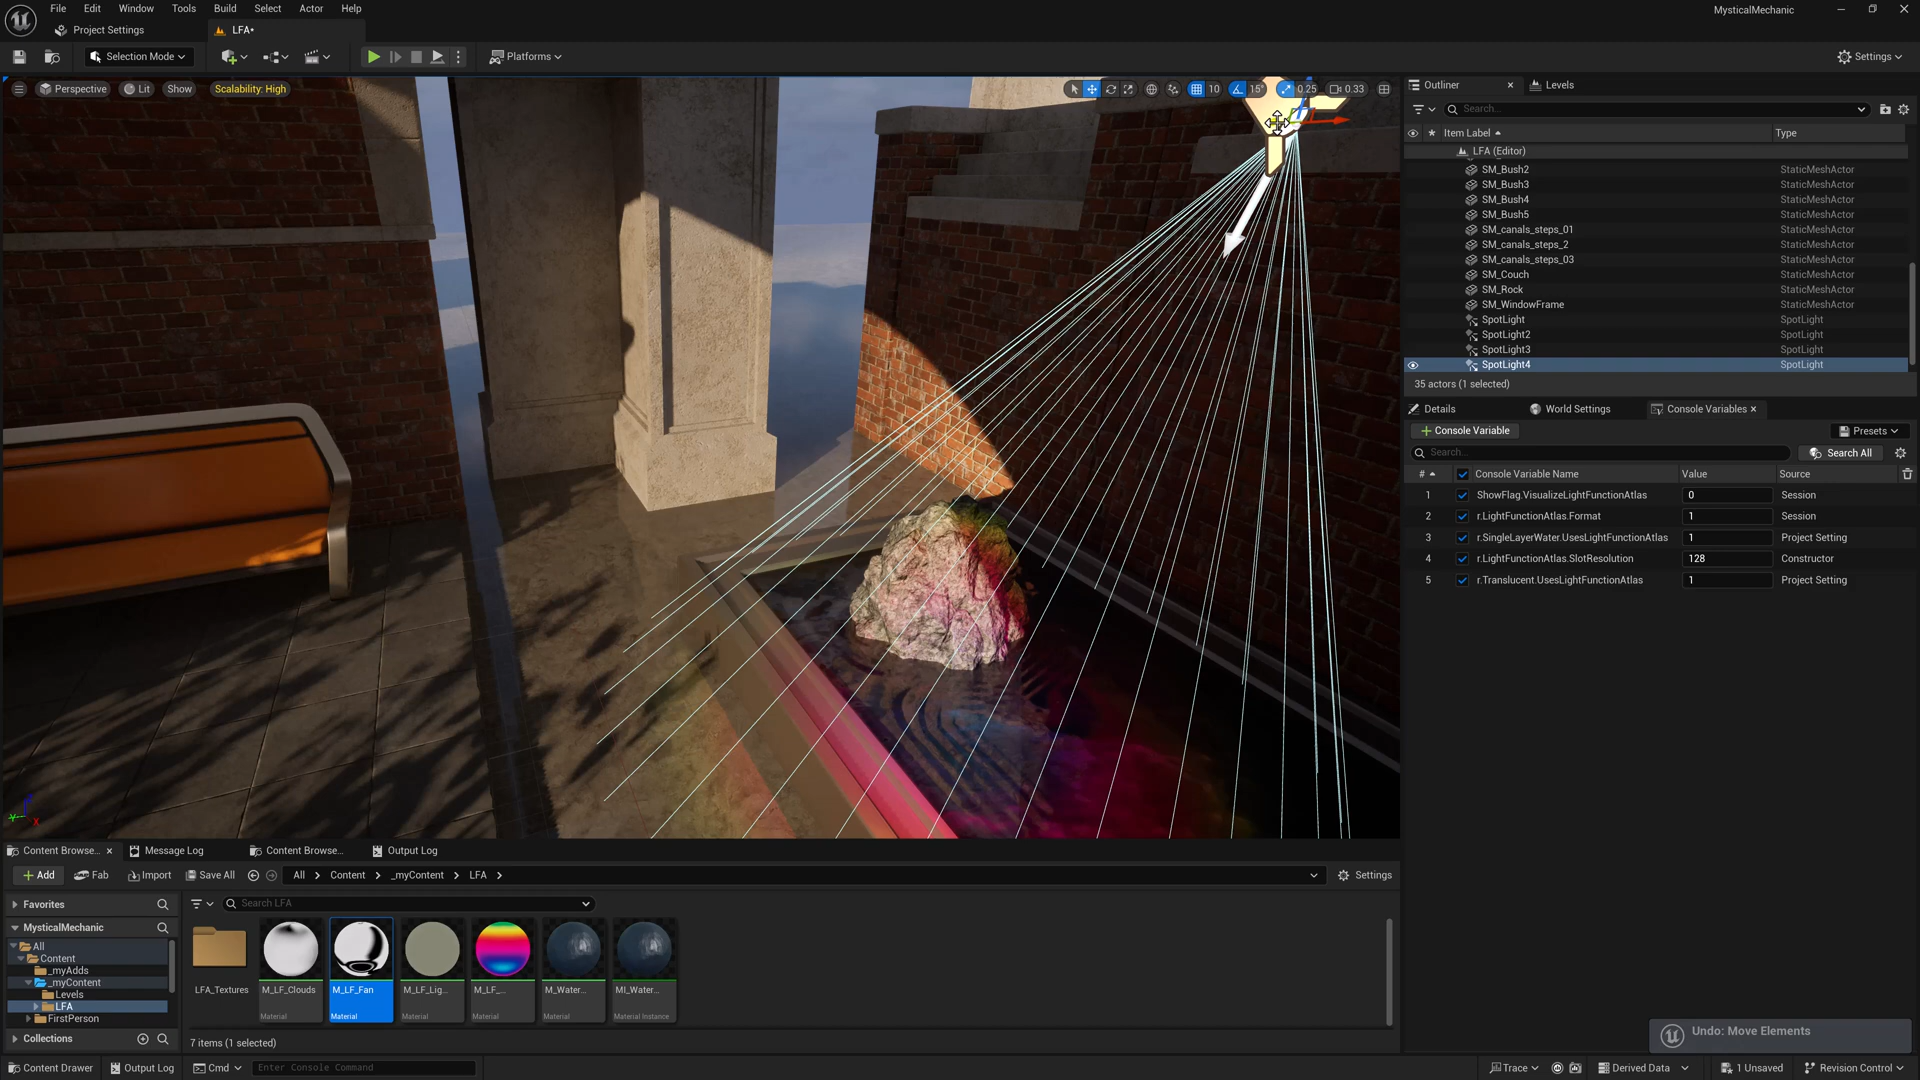 File Edit Window Tools Build Select Actor Help
MysticalMechanic
Project Settings
LFA*
Selection Mode
Platforms
Settings
Perspective
Lit
Show
Scalability: High
10
15°
0.25
0.33
Outliner
Levels
Search...
Item Label
Type
LFA (Editor)
SM_Bush2 StaticMeshActor
SM_Bush3 StaticMeshActor
SM_Bush4 StaticMeshActor
SM_Bush5 StaticMeshActor
SM_canals_steps_01 StaticMeshActor
SM_canals_steps_2 StaticMeshActor
SM_canals_steps_03 StaticMeshActor
SM_Couch StaticMeshActor
SM_Rock StaticMeshActor
SM_WindowFrame StaticMeshActor
SpotLight SpotLight
SpotLight2 SpotLight
SpotLight3 SpotLight
SpotLight4 SpotLight
35 actors (1 selected)
Details
World Settings
Console Variables
Console Variable
Presets
Search...
Search All
# Console Variable Name Value Source
1 ShowFlag.VisualizeLightFunctionAtlas 0 Session
2 r.LightFunctionAtlas.Format 1 Session
3 r.SingleLayerWater.UsesLightFunctionAtlas 1 Project Setting
4 r.LightFunctionAtlas.SlotResolution 128 Constructor
5 r.Translucent.UsesLightFunctionAtlas 1 Project Setting
Content Browse...
Message Log
Content Browse...
Output Log
Add
Fab
Import
Save All
All > Content > _myContent > LFA >
Settings
Favorites
MysticalMechanic
All
Content
_myAdds
_myContent
Levels
LFA
FirstPerson
Collections
Search LFA
LFA_Textures
M_LF_Clouds
Material
M_LF_Fan
Material
M_LF_Lig...
Material
M_LF_...
Material
M_Water...
Material
MI_Water...
Material Instance
7 items (1 selected)
Undo: Move Elements
Content Drawer
Output Log
Cmd
Enter Console Command
Trace
Derived Data
1 Unsaved
Revision Control